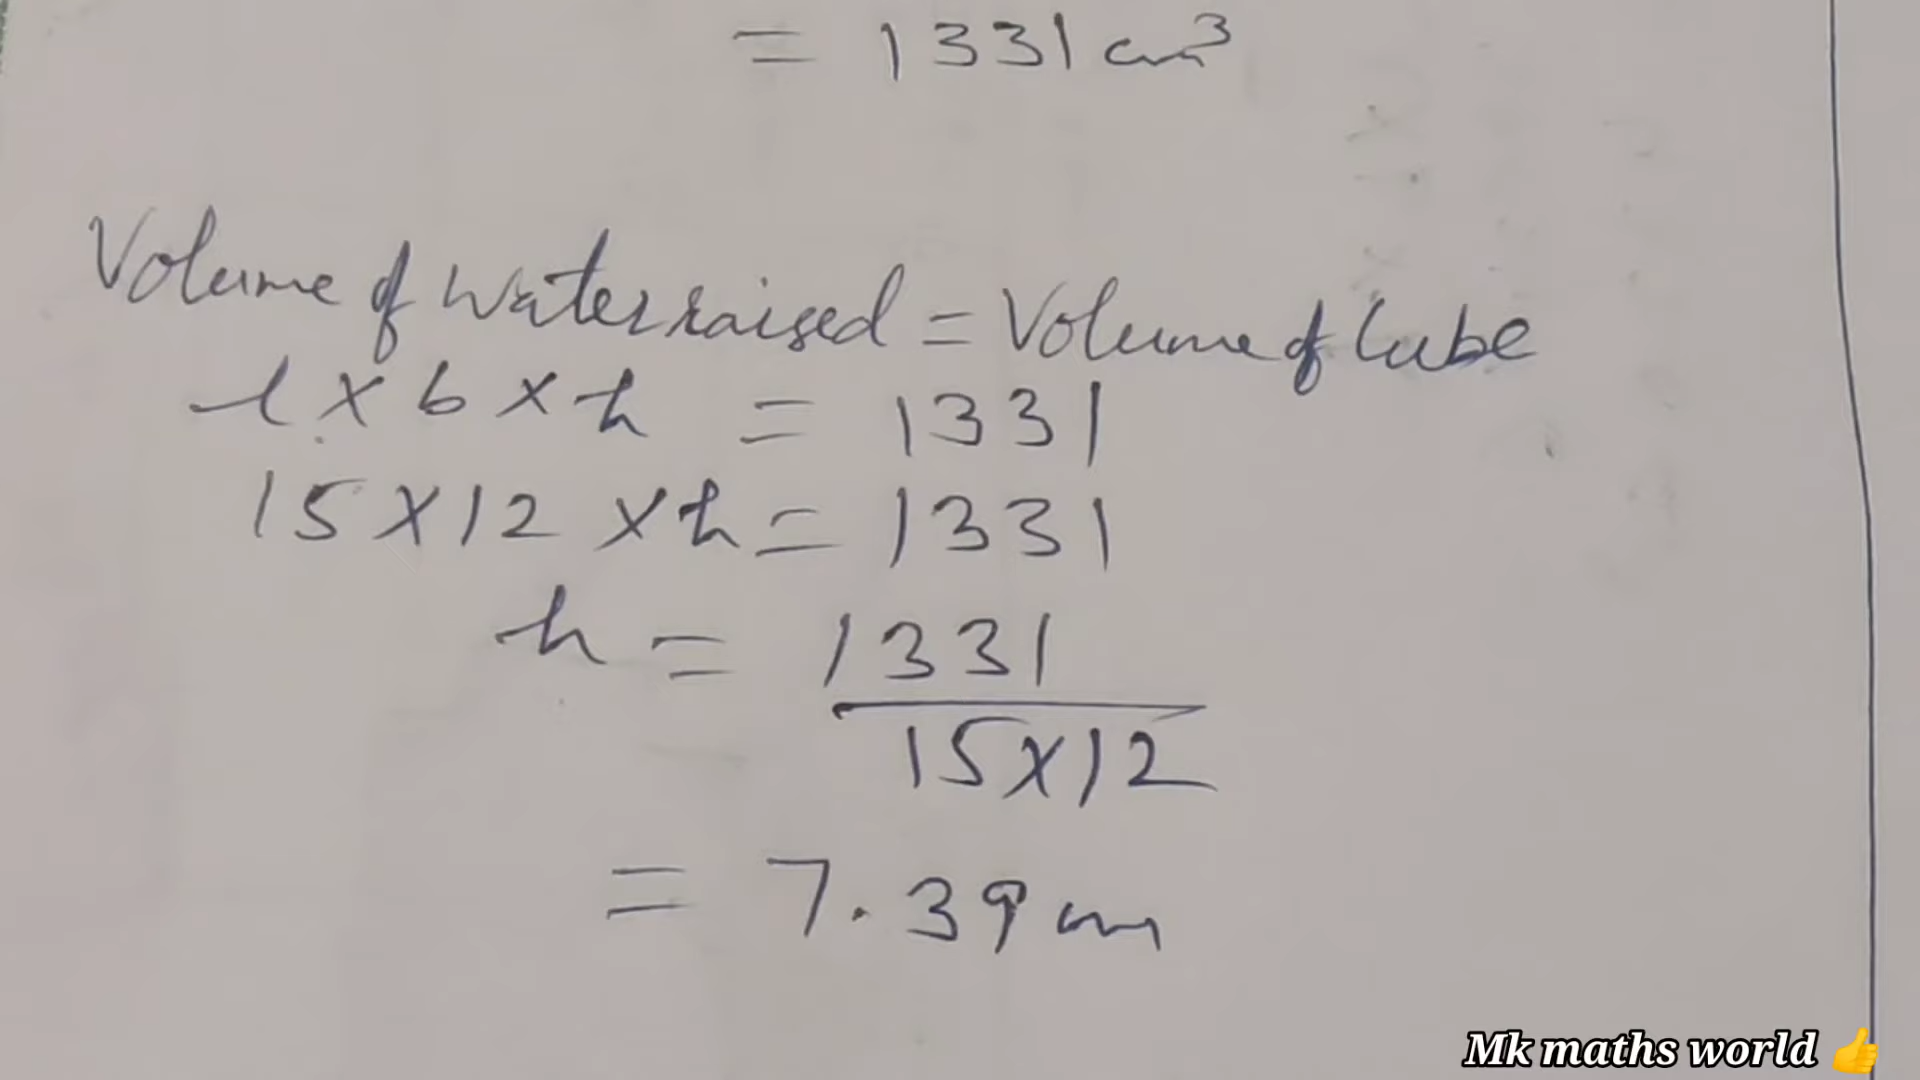 = 1331 cm³
Volume of Water raised = Volume of Cube
l × b × h = 1331
15 × 12 × h = 1331
h = 1331
15 × 12
= 7.39 cm
Mk maths world 👍